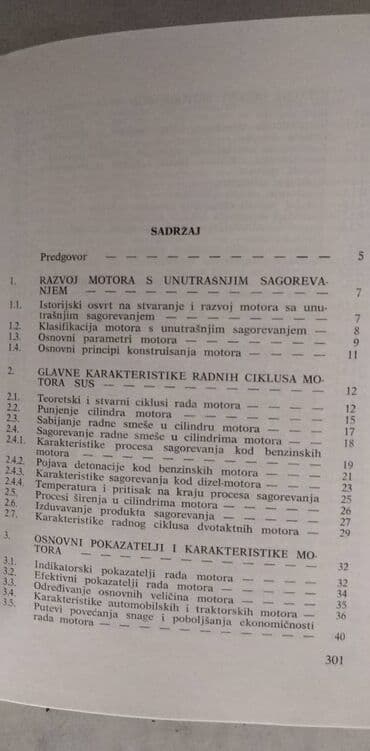 SADRŽAJ
Predgovor — — — — — — — — — — 5
1. RAZVOJ MOTORA S UNUTRAŠNJIM SAGOREVA-
NJEM — — — — — — — — — — 7
1.1. Istorijski osvrt na stvaranje i razvoj motora sa unu-
trašnjim sagorevanjem — — — — — — — 7
1.2. Klasifikacija motora s unutrašnjim sagorevanjem — 8
1.3. Osnovni parametri motora — — — — — — 9
1.4. Osnovni principi konstruisanja motora — — — 11
2. GLAVNE KARAKTERISTIKE RADNIH CIKLUSA MO-
TORA SUS — — — — — — — — — 12
2.1. Teoretski i stvarni ciklusi rada motora — — — 12
2.2. Punjenje cilindra motora — — — — — — 15
2.3. Sabijanje radne smeše u cilindru motora — — — 17
2.4. Sagorevanje radne smeše u cilindrima motora — — 18
2.4.1. Karakteristike procesa sagorevanja kod benzinskih
motora — — — — — — — — — — 19
2.4.2. Pojava detonacije kod benzinskih motora — — — 21
2.4.3. Karakteristike sagorevanja kod dizel-motora — — 23
2.4.4. Temperatura i pritisak na kraju procesa sagorevanja 25
2.5. Procesi širenja u cilindrima motora — — — — 26
2.6. Izduvavanje produkta sagorevanja — — — — 27
2.7. Karakteristike radnog ciklusa dvotaktnih motora — 29
3. OSNOVNI POKAZATELJI I KARAKTERISTIKE MO-
TORA — — — — — — — — — — 32
3.1. Indikatorski pokazatelji rada motora — — — — 32
3.2. Efektivni pokazatelji rada motora — — — — 34
3.3. Određivanje osnovnih veličina motora — — — — 35
3.4. Karakteristike automobilskih i traktorskih motora — 36
3.5. Putevi povećanja snage i poboljšanja ekonomičnosti
rada motora — — — — — — — — — 40
301